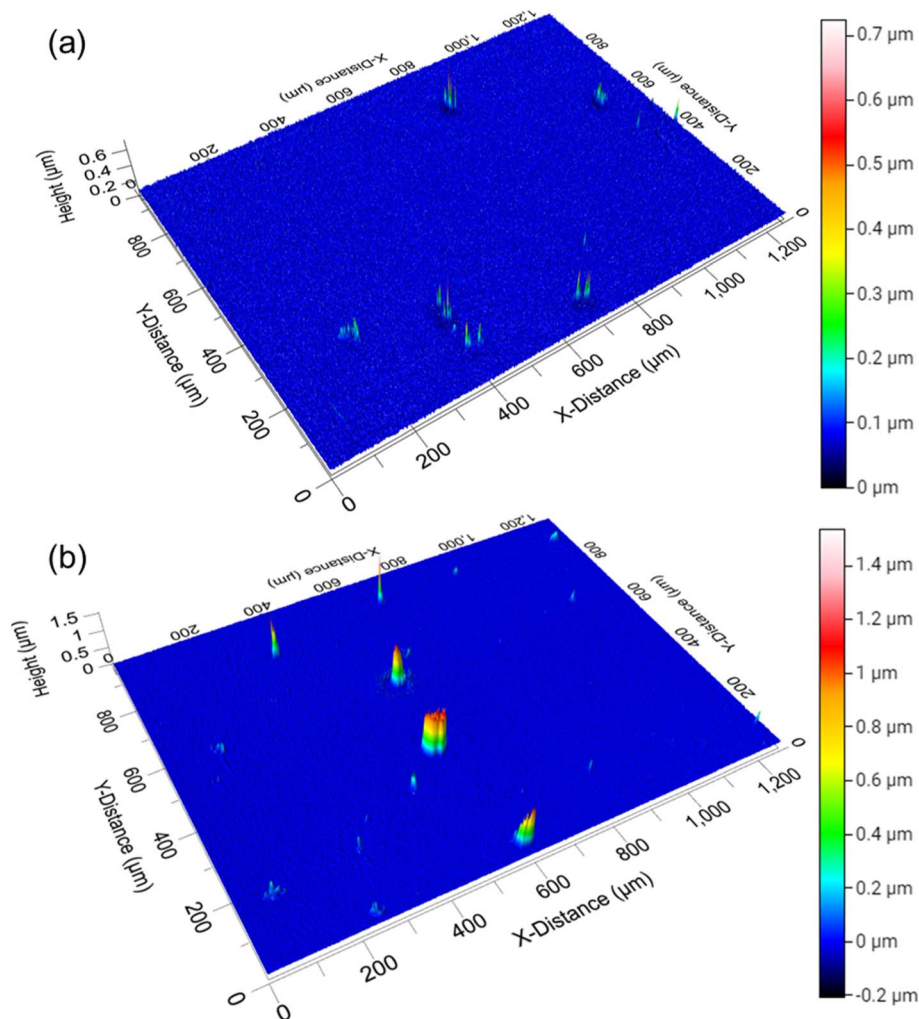 (a)
X-Distance (µm)
200
400
600
800
1,000
1,200
Y-Distance (µm)
800
600
400
200
0
Height (µm)
0.6
0.4
0.2
0
0
Y-Distance (µm)
800
600
400
200
0
X-Distance (µm)
0
200
400
600
800
1,000
1,200
0.7 µm
0.6 µm
0.5 µm
0.4 µm
0.3 µm
0.2 µm
0.1 µm
0 µm
(b)
X-Distance (µm)
200
400
600
800
1,000
1,200
Y-Distance (µm)
800
600
400
200
0
Height (µm)
1.5
1
0.5
0
0
Y-Distance (µm)
800
600
400
200
0
X-Distance (µm)
0
200
400
600
800
1,000
1,200
1.4 µm
1.2 µm
1 µm
0.8 µm
0.6 µm
0.4 µm
0.2 µm
0 µm
-0.2 µm